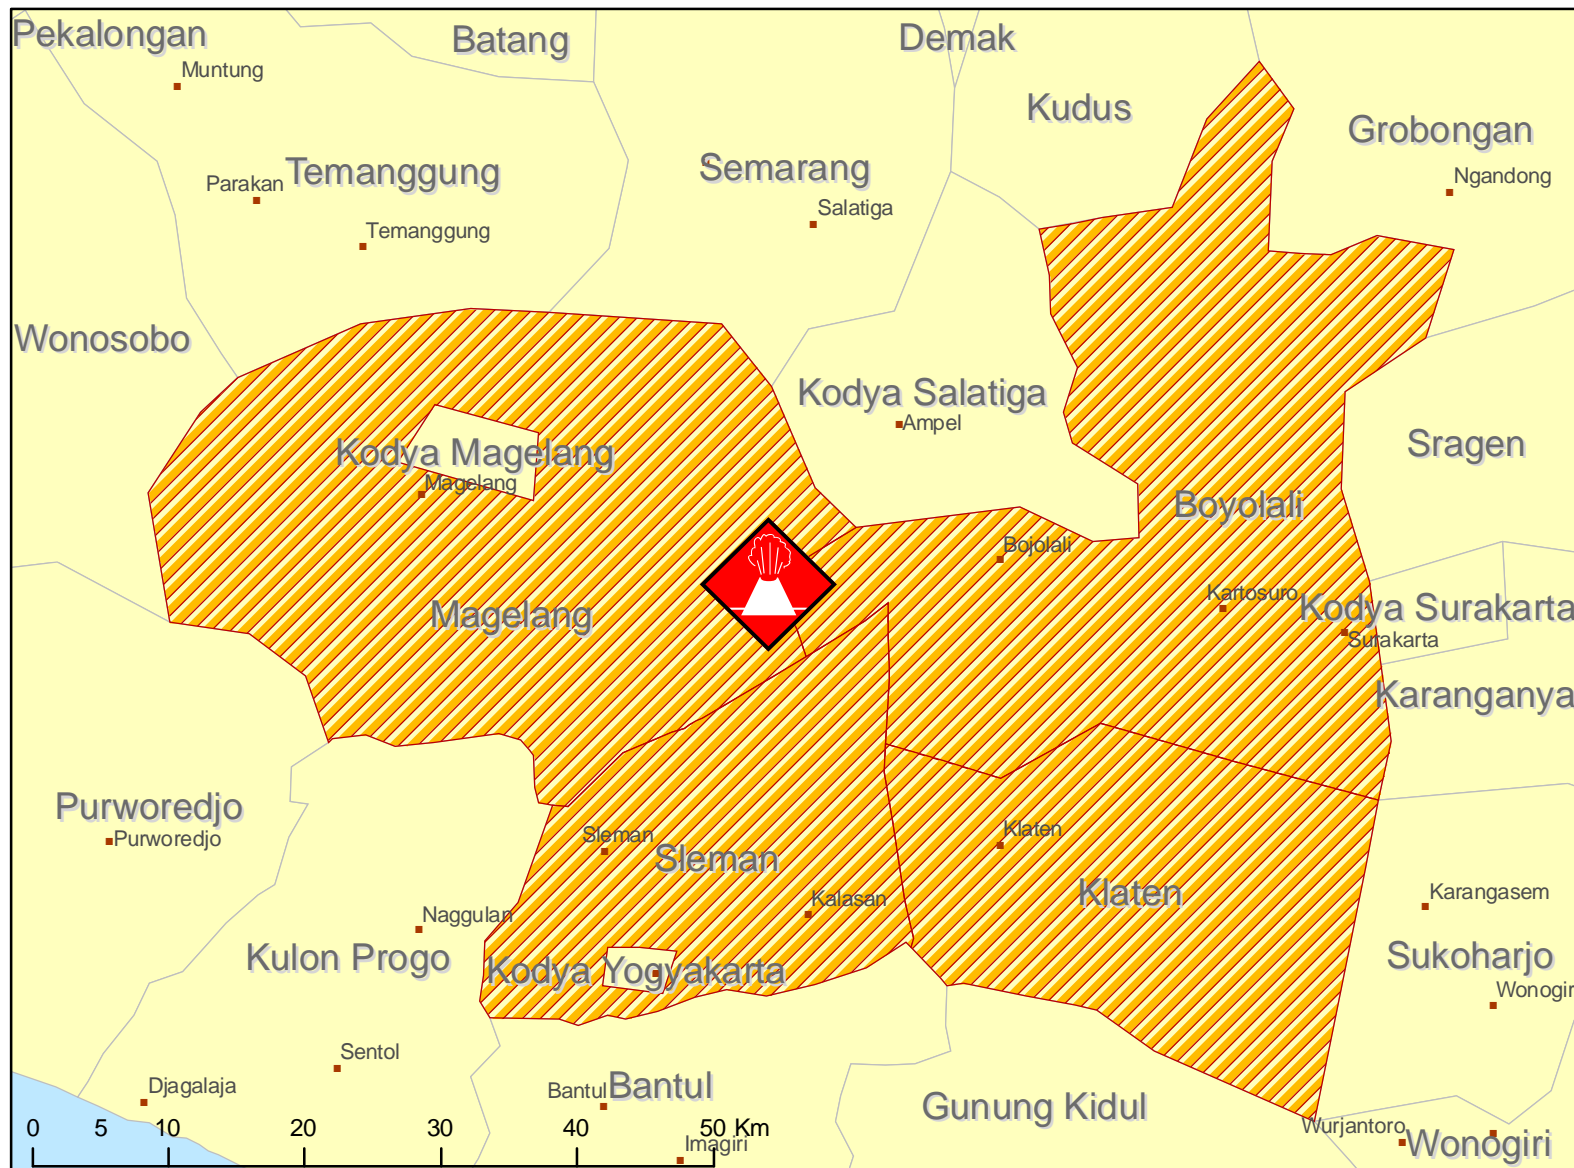 Pekalongan
Batang
Demak
Muntung
Kudus
Grobongan
Temanggung
Semarang
Parakan
Ngandong
Salatiga
Temanggung
Wonosobo
Kodya Salatiga
Ampel
Kodya Magelang
Sragen
Magelang
Boyolali
Bojolali
Kartosuro
Magelang
Kodya Surakarta
Surakarta
Karanganya
Purworedjo
Purworedjo
Sleman
Klaten
Sleman
Klaten
Kalasan
Karangasem
Naggulan
Kulon Progo
Kodya Yogyakarta
Sukoharjo
Wonogir
Sentol
Djagalaja
Bantul
Bantul
Gunung Kidul
Wurjantoro
Wonogiri
Imagiri
0 5 10 20 30 40 50 Km